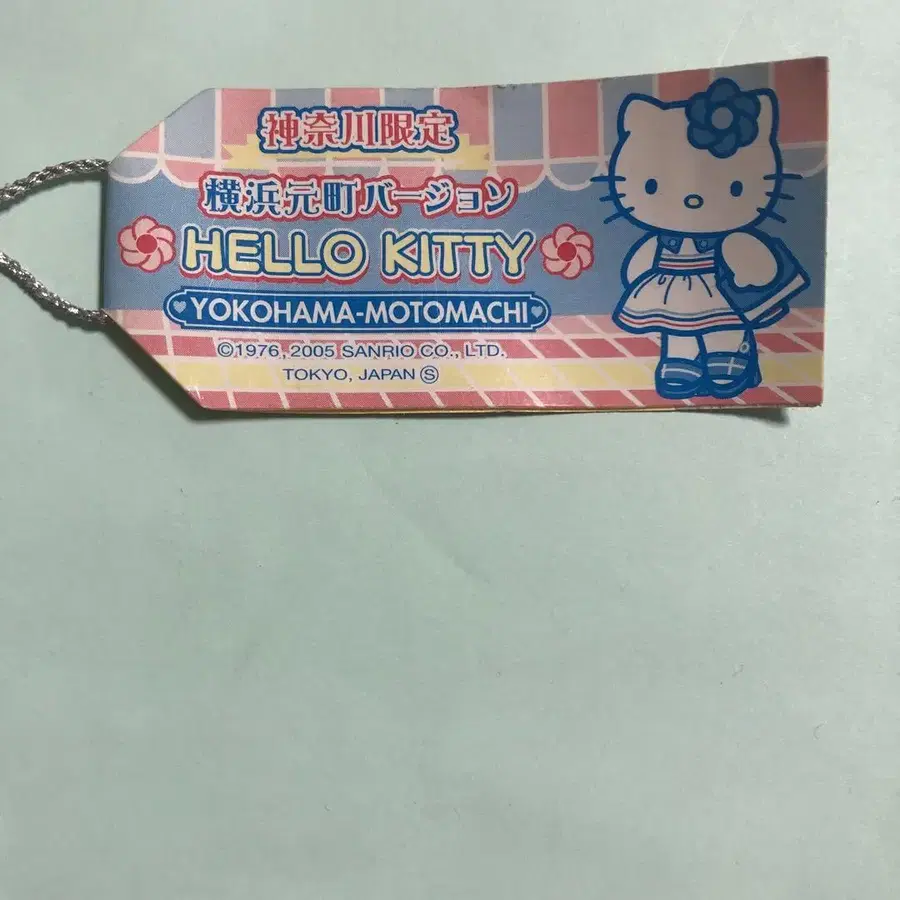 神奈川限定
横浜元町バージョン
HELLO KITTY
YOKOHAMA-MOTOMACHI
©1976, 2005 SANRIO CO., LTD.
TOKYO, JAPAN Ⓢ